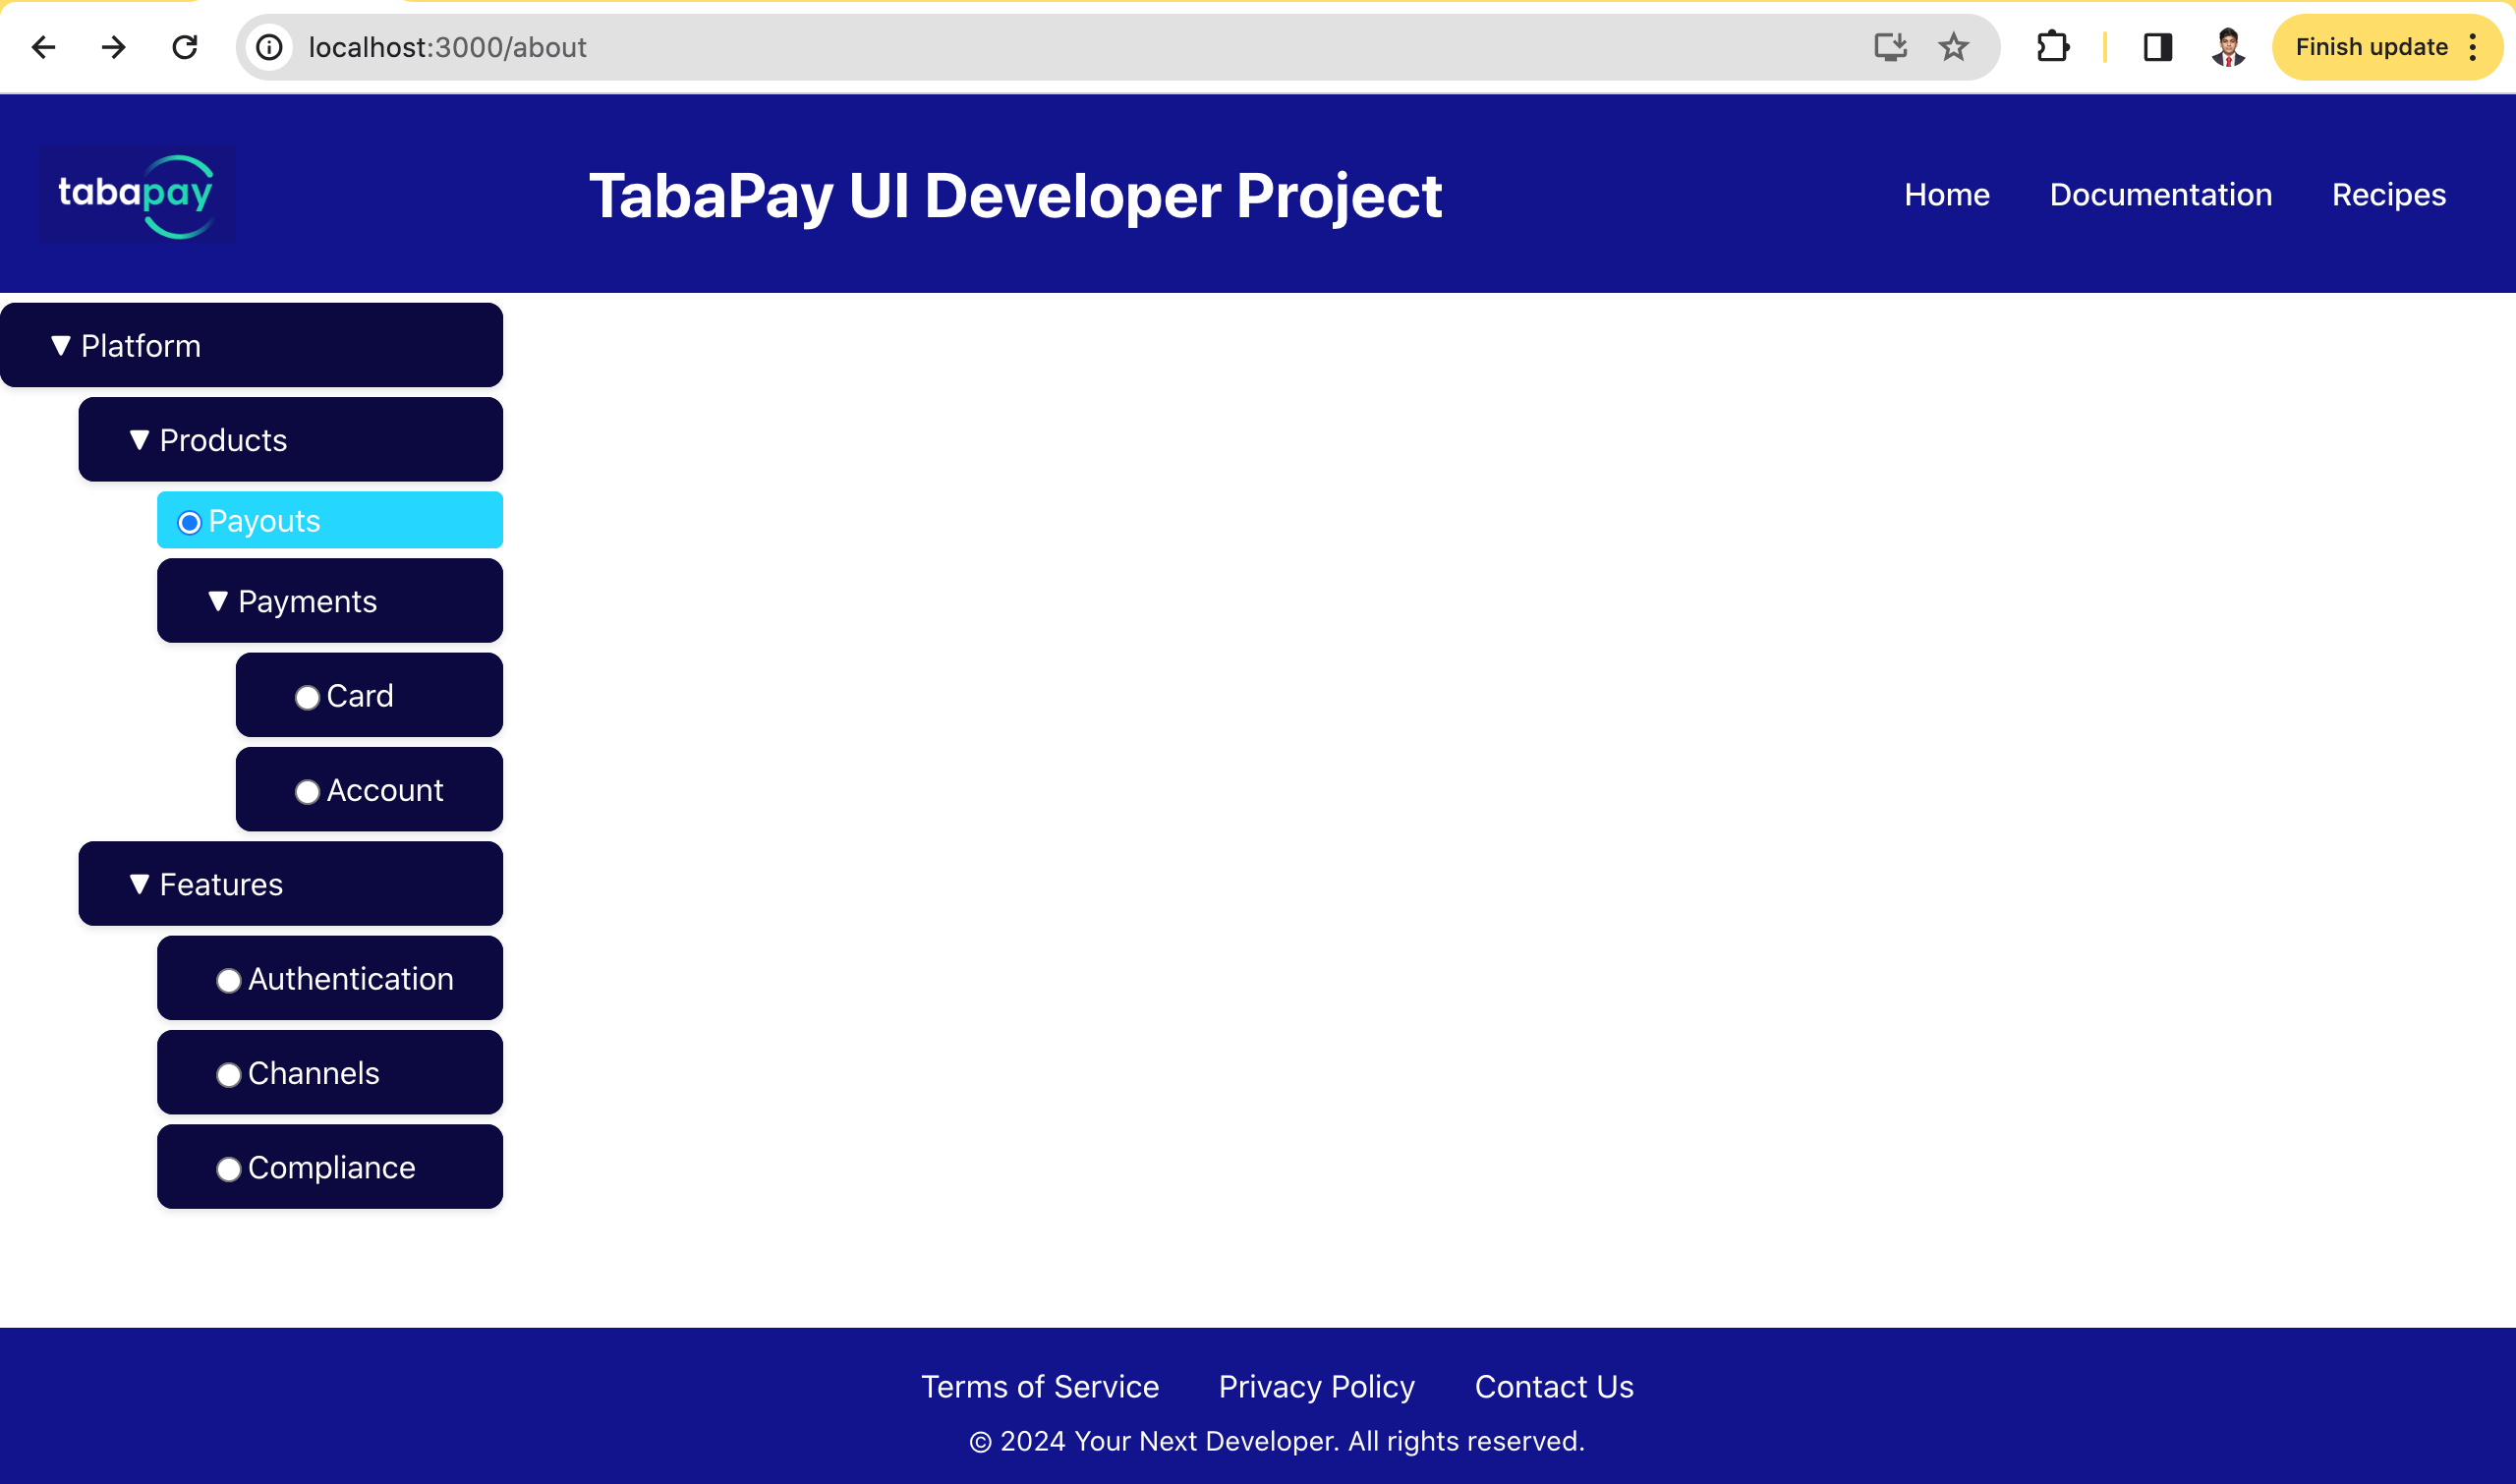 localhost:3000/about
Finish update
tabapay
TabaPay UI Developer Project
Home Documentation Recipes
Platform
Products
Payouts
Payments
Card
Account
Features
Authentication
Channels
Compliance
Terms of Service Privacy Policy Contact Us
© 2024 Your Next Developer. All rights reserved.